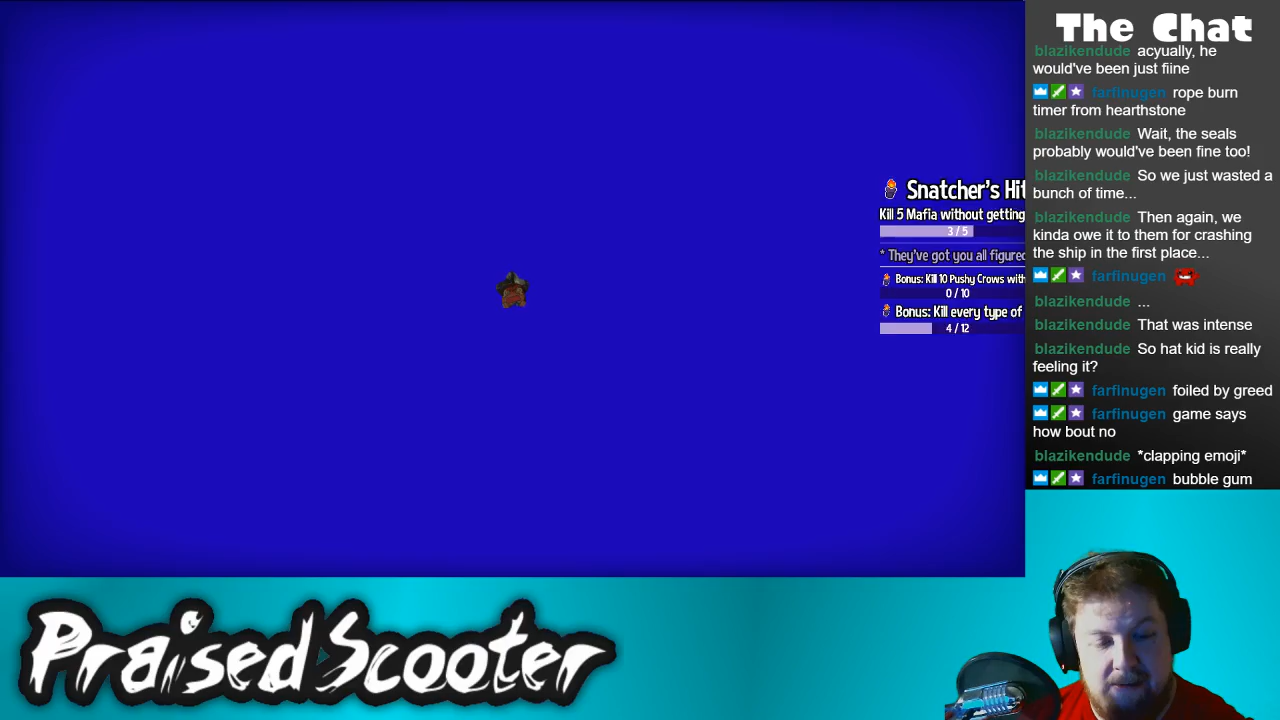 The Chat
blazikendude acyually, he
would've been just fiine
farfinugen rope burn
timer from hearthstone
blazikendude Wait, the seals
probably would've been fine too!
blazikendude So we just wasted a
bunch of time...
blazikendude Then again, we
kinda owe it to them for crashing
the ship in the first place...
farfinugen
blazikendude ...
blazikendude That was intense
blazikendude So hat kid is really
feeling it?
farfinugen foiled by greed
farfinugen game says
how bout no
blazikendude *clapping emoji*
farfinugen bubble gum
Snatcher's Hit
Kill 5 Mafia without getting
3 / 5
* They've got you all figured
Bonus: Kill 10 Pushy Crows with
0 / 10
Bonus: Kill every type of
4 / 12
PraisedScooter